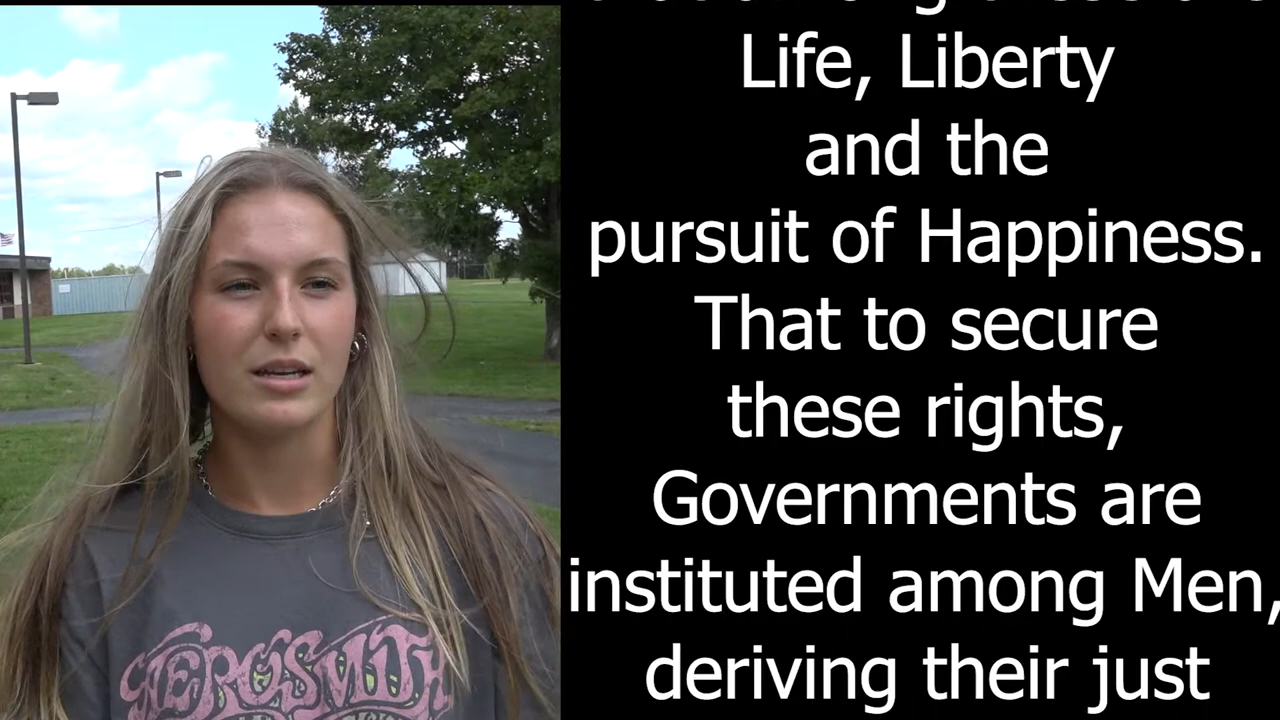 Life, Liberty
and the
pursuit of Happiness.
That to secure
these rights,
Governments are
instituted among Men,
deriving their just
AEROSMITH